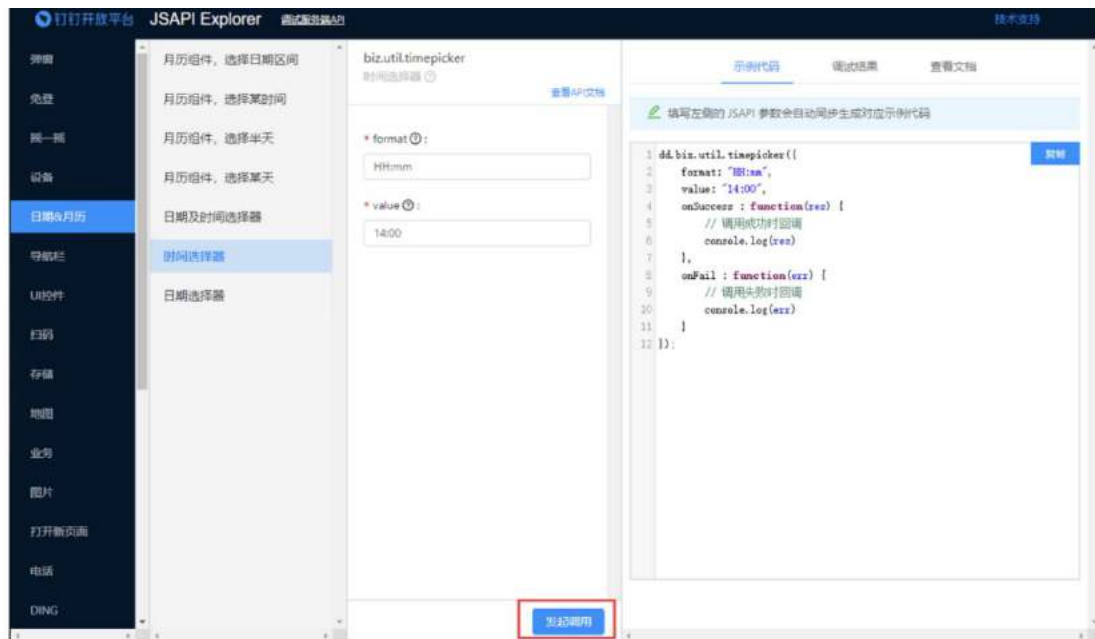 钉钉开放平台 JSAPI Explorer 调试服务端API
技术支持
弹窗
免登
摇一摇
设备
日期&月历
导航栏
UI控件
扫码
存储
地图
业务
图片
打开新页面
电话
DING
月历组件，选择日期区间
月历组件，选择某时间
月历组件，选择半天
月历组件，选择某天
日期及时间选择器
时间选择器
日期选择器
biz.util.timepicker
时间选择器
查看API文档
* format :
HH:mm
* value :
14:00
发起调用
示例代码 调试结果 查看文档
填写左侧的 JSAPI 参数会自动同步生成对应示例代码
复制
1 dd.biz.util.timepicker({
2 format: "HH:mm",
3 value: "14:00",
4 onSuccess : function(res) {
5 // 调用成功时回调
6 console.log(res)
7 },
8 onFail : function(err) {
9 // 调用失败时回调
10 console.log(err)
11 }
12 });